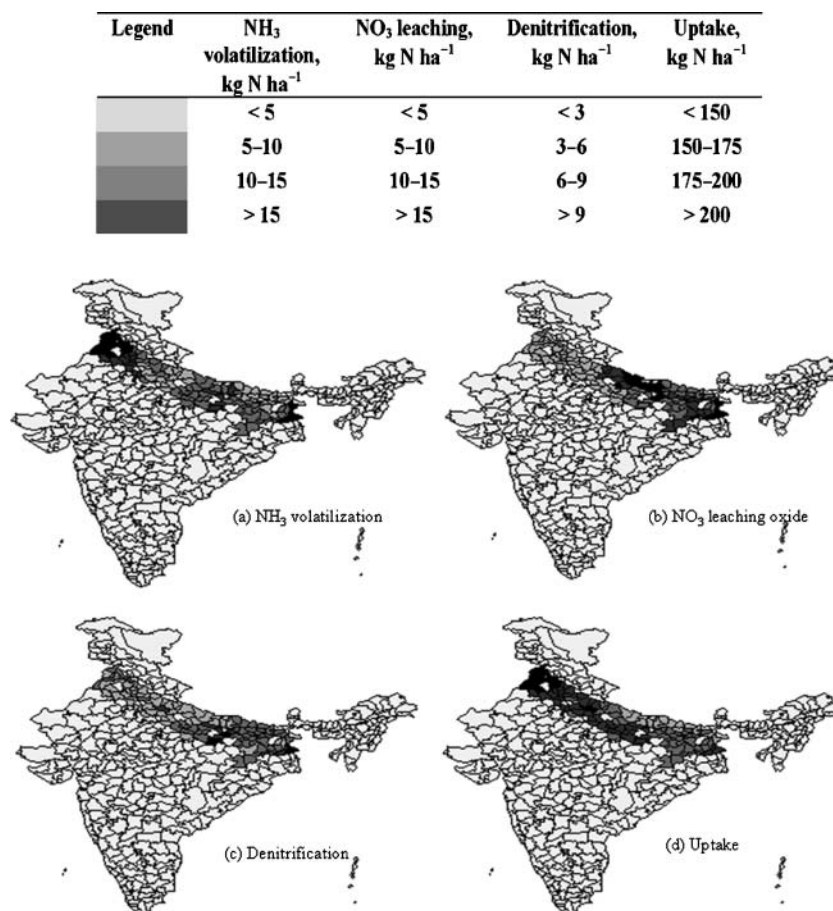 Legend NH₃ volatilization, kg N ha⁻¹ NO₃ leaching, kg N ha⁻¹ Denitrification, kg N ha⁻¹ Uptake, kg N ha⁻¹
< 5 < 5 < 3 < 150
5–10 5–10 3–6 150–175
10–15 10–15 6–9 175–200
> 15 > 15 > 9 > 200
(a) NH₃ volatilization
(b) NO₃ leaching oxide
(c) Denitrification
(d) Uptake